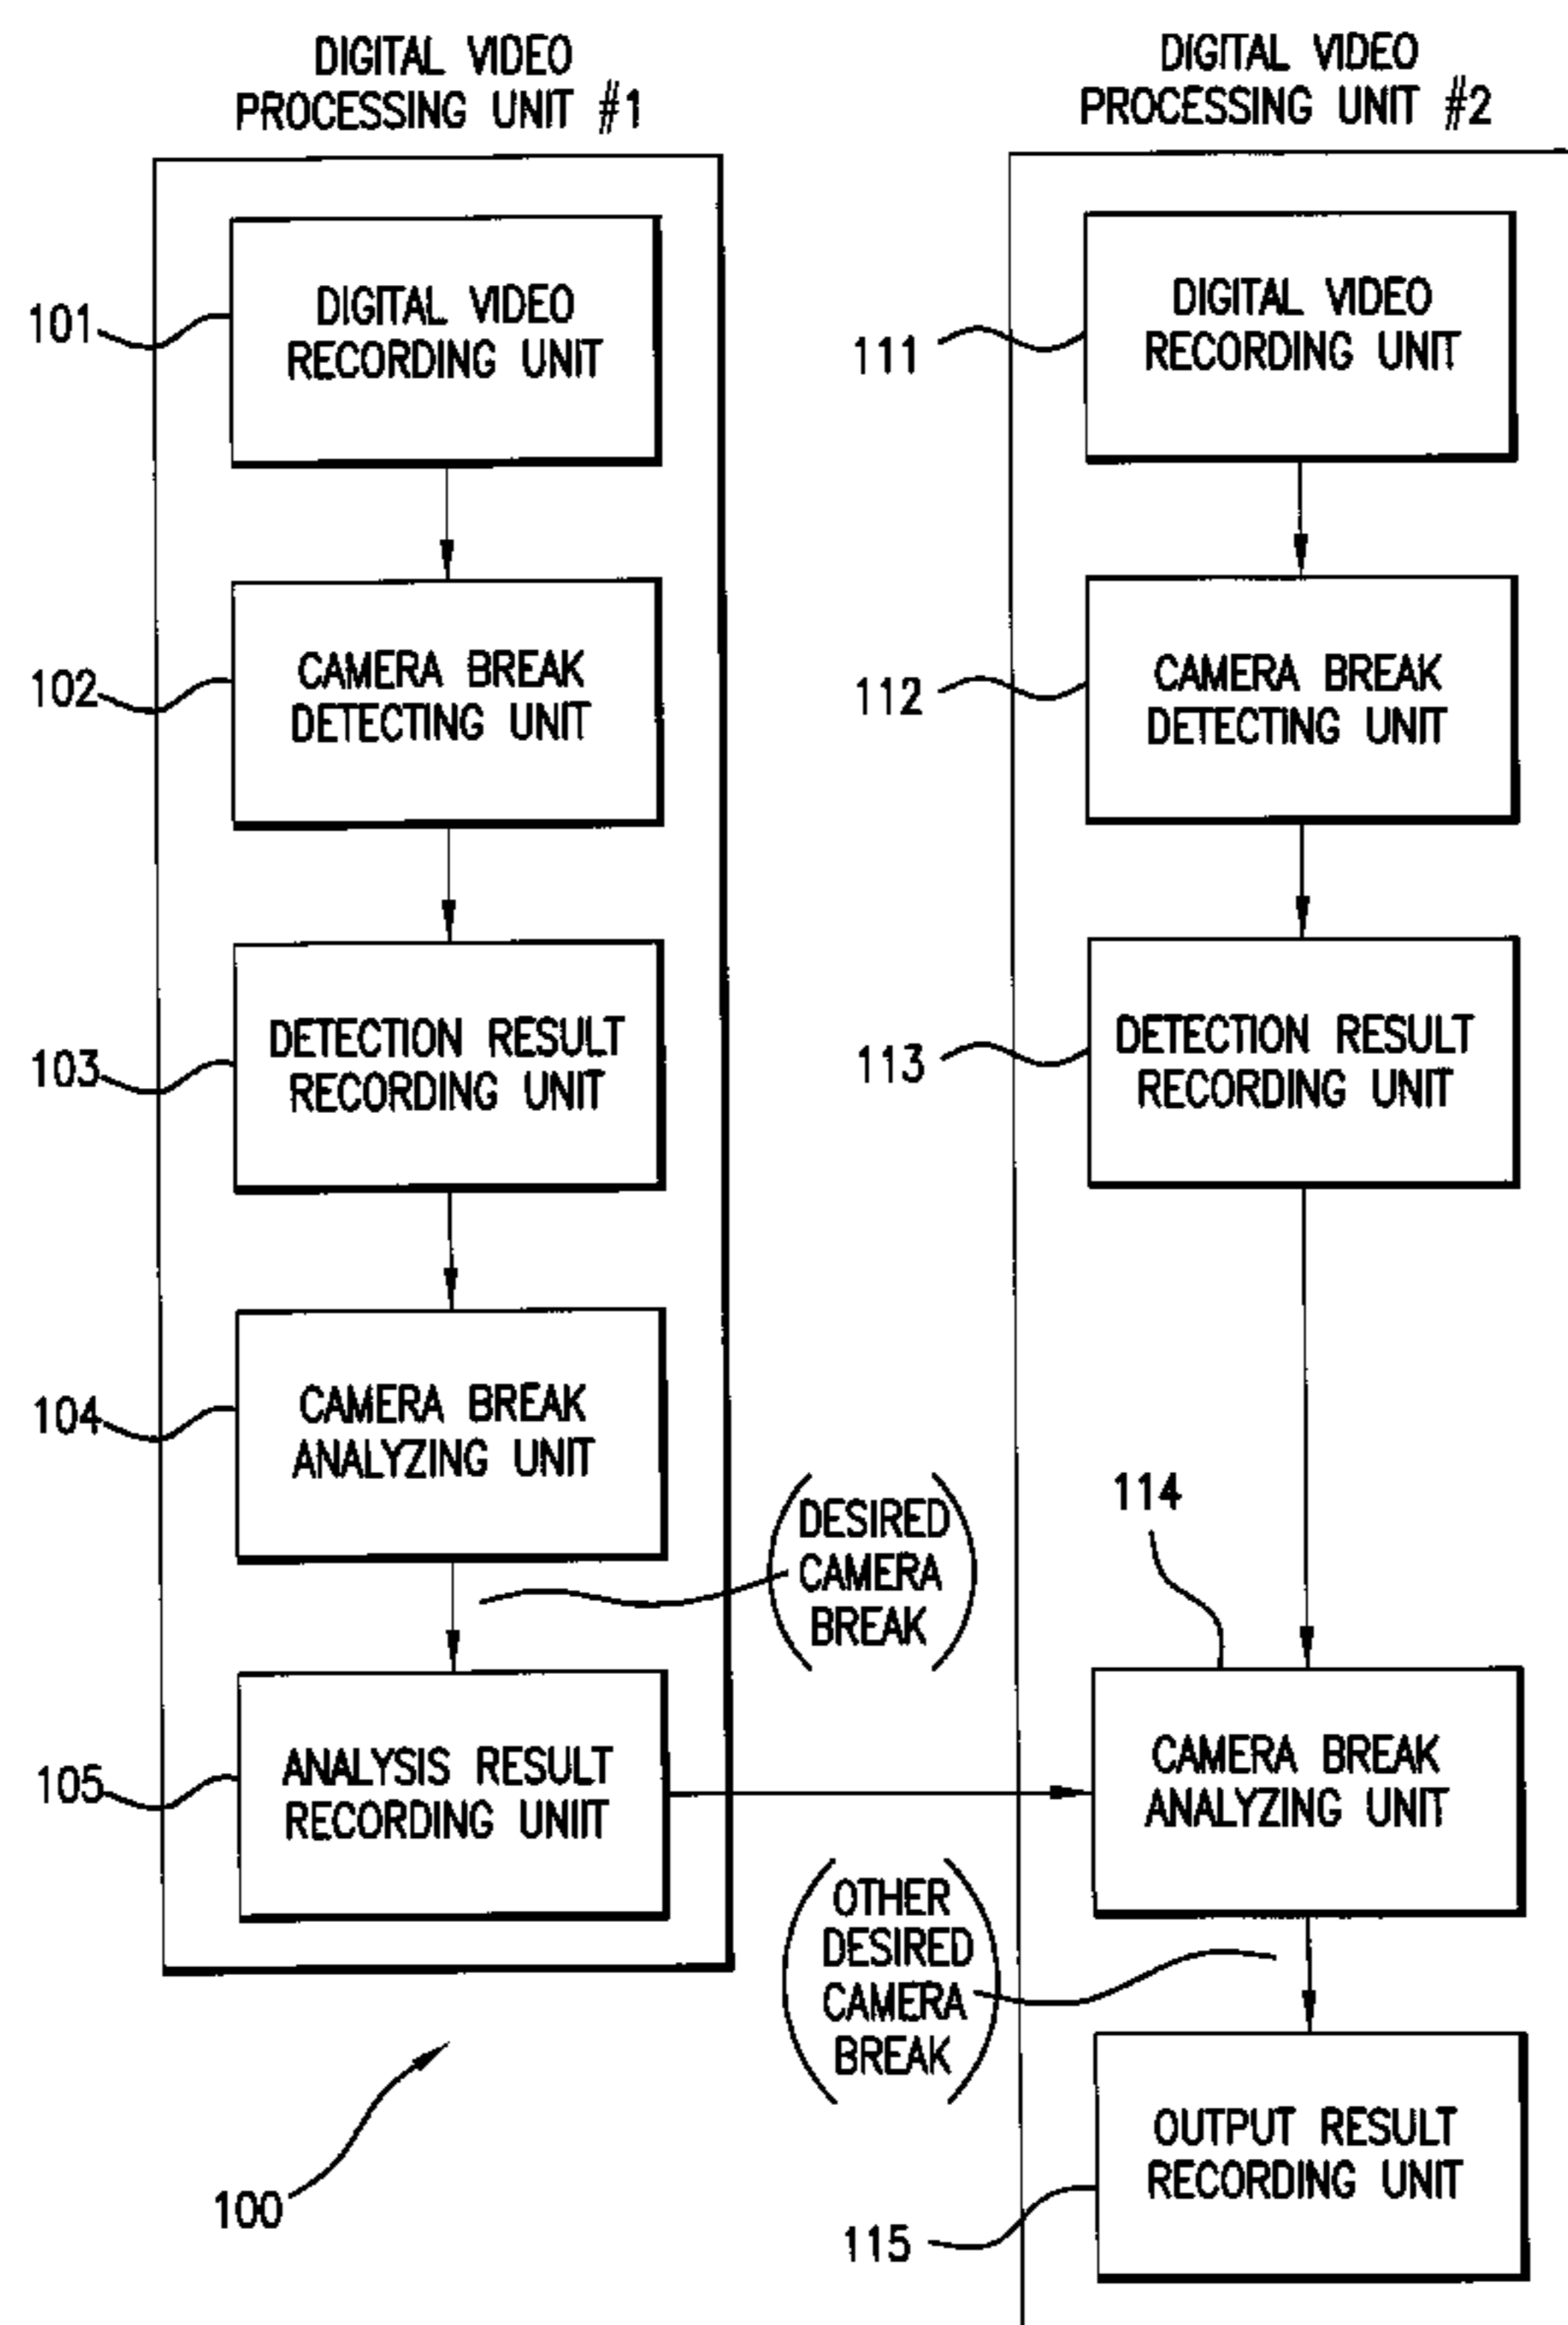 DIGITAL VIDEO
PROCESSING UNIT #1
101
DIGITAL VIDEO
RECORDING UNIT
102
CAMERA BREAK
DETECTING UNIT
103
DETECTION RESULT
RECORDING UNIT
104
CAMERA BREAK
ANALYZING UNIT
(DESIRED
CAMERA
BREAK)
105
ANALYSIS RESULT
RECORDING UNIIT
100
DIGITAL VIDEO
PROCESSING UNIT #2
111
DIGITAL VIDEO
RECORDING UNIT
112
CAMERA BREAK
DETECTING UNIT
113
DETECTION RESULT
RECORDING UNIT
114
CAMERA BREAK
ANALYZING UNIT
(OTHER
DESIRED
CAMERA
BREAK)
115
OUTPUT RESULT
RECORDING UNIT